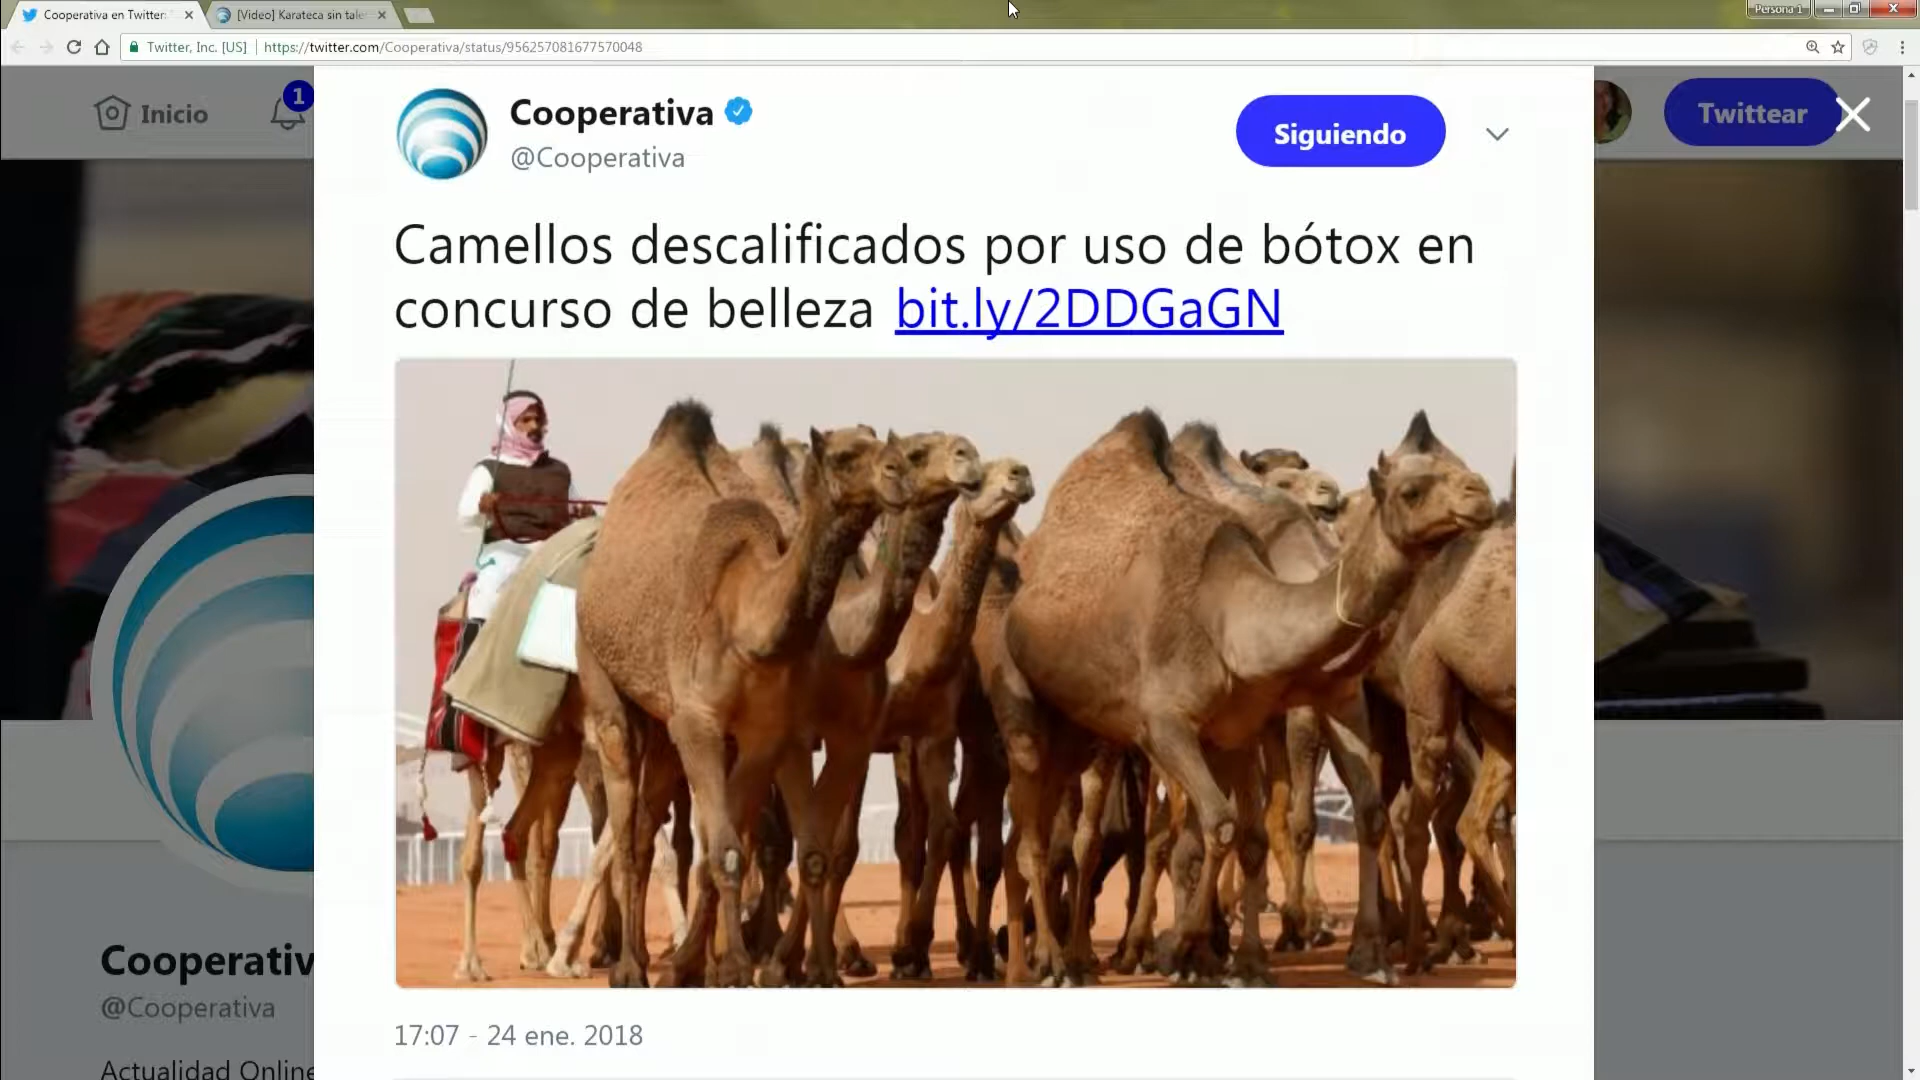 Cooperativa en Twitter:
[Video] Karateca sin tale
Persona 1
Twitter, Inc. [US]
https://twitter.com/Cooperativa/status/956257081677570048
Inicio
1
Cooperativa
@Cooperativa
Siguiendo
Twittear
Camellos descalificados por uso de bótox en
concurso de belleza bit.ly/2DDGaGN
17:07 - 24 ene. 2018
Cooperativ
@Cooperativa
Actualidad Online